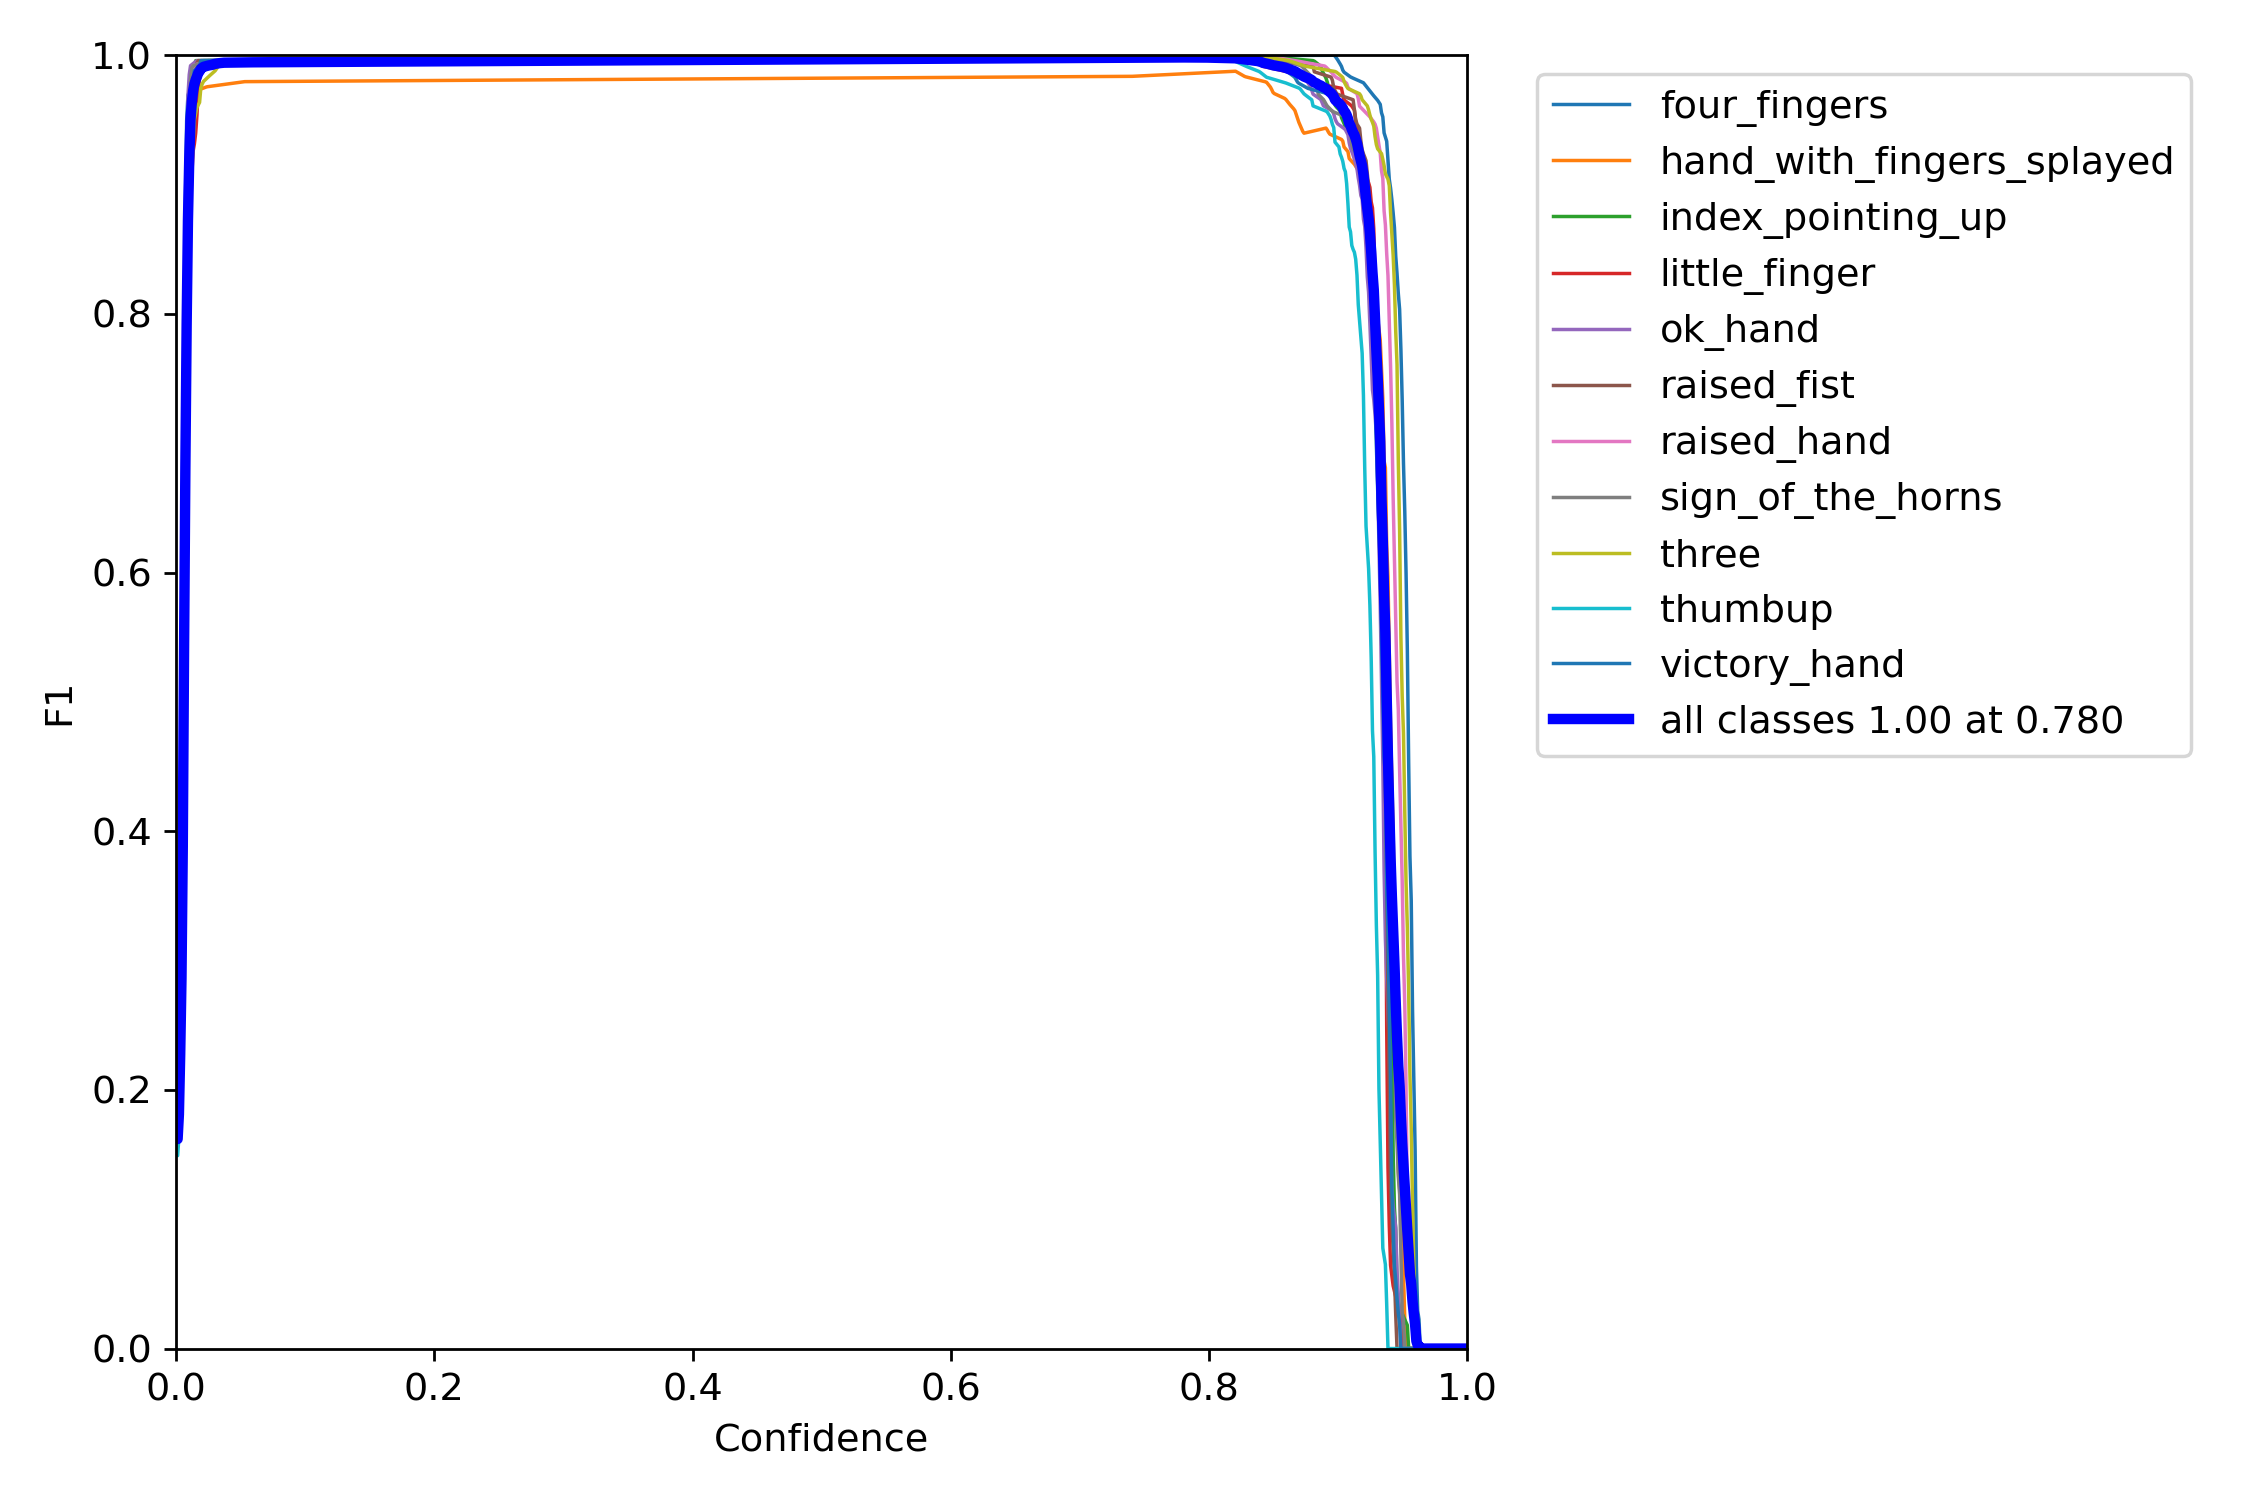 1.0
0.8
0.6
0.4
0.2
0.0
F1
0.0 0.2 0.4 0.6 0.8 1.0
Confidence
four_fingers
hand_with_fingers_splayed
index_pointing_up
little_finger
ok_hand
raised_fist
raised_hand
sign_of_the_horns
three
thumbup
victory_hand
all classes 1.00 at 0.780